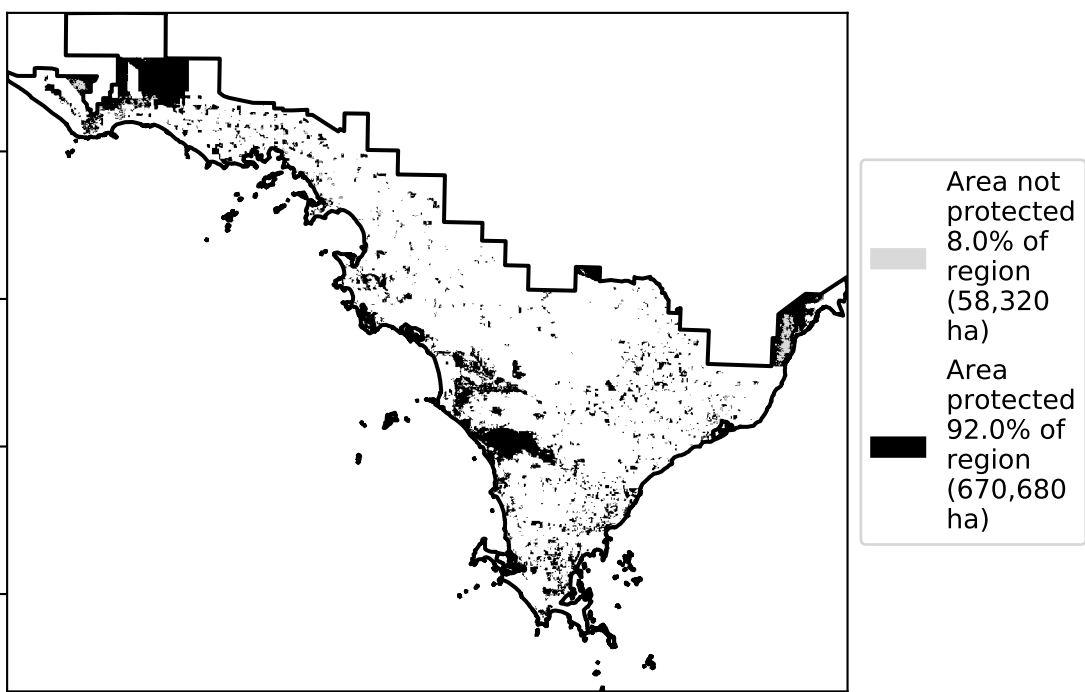 Area not
protected
8.0% of
region
(58,320
ha)
Area
protected
92.0% of
region
(670,680
ha)